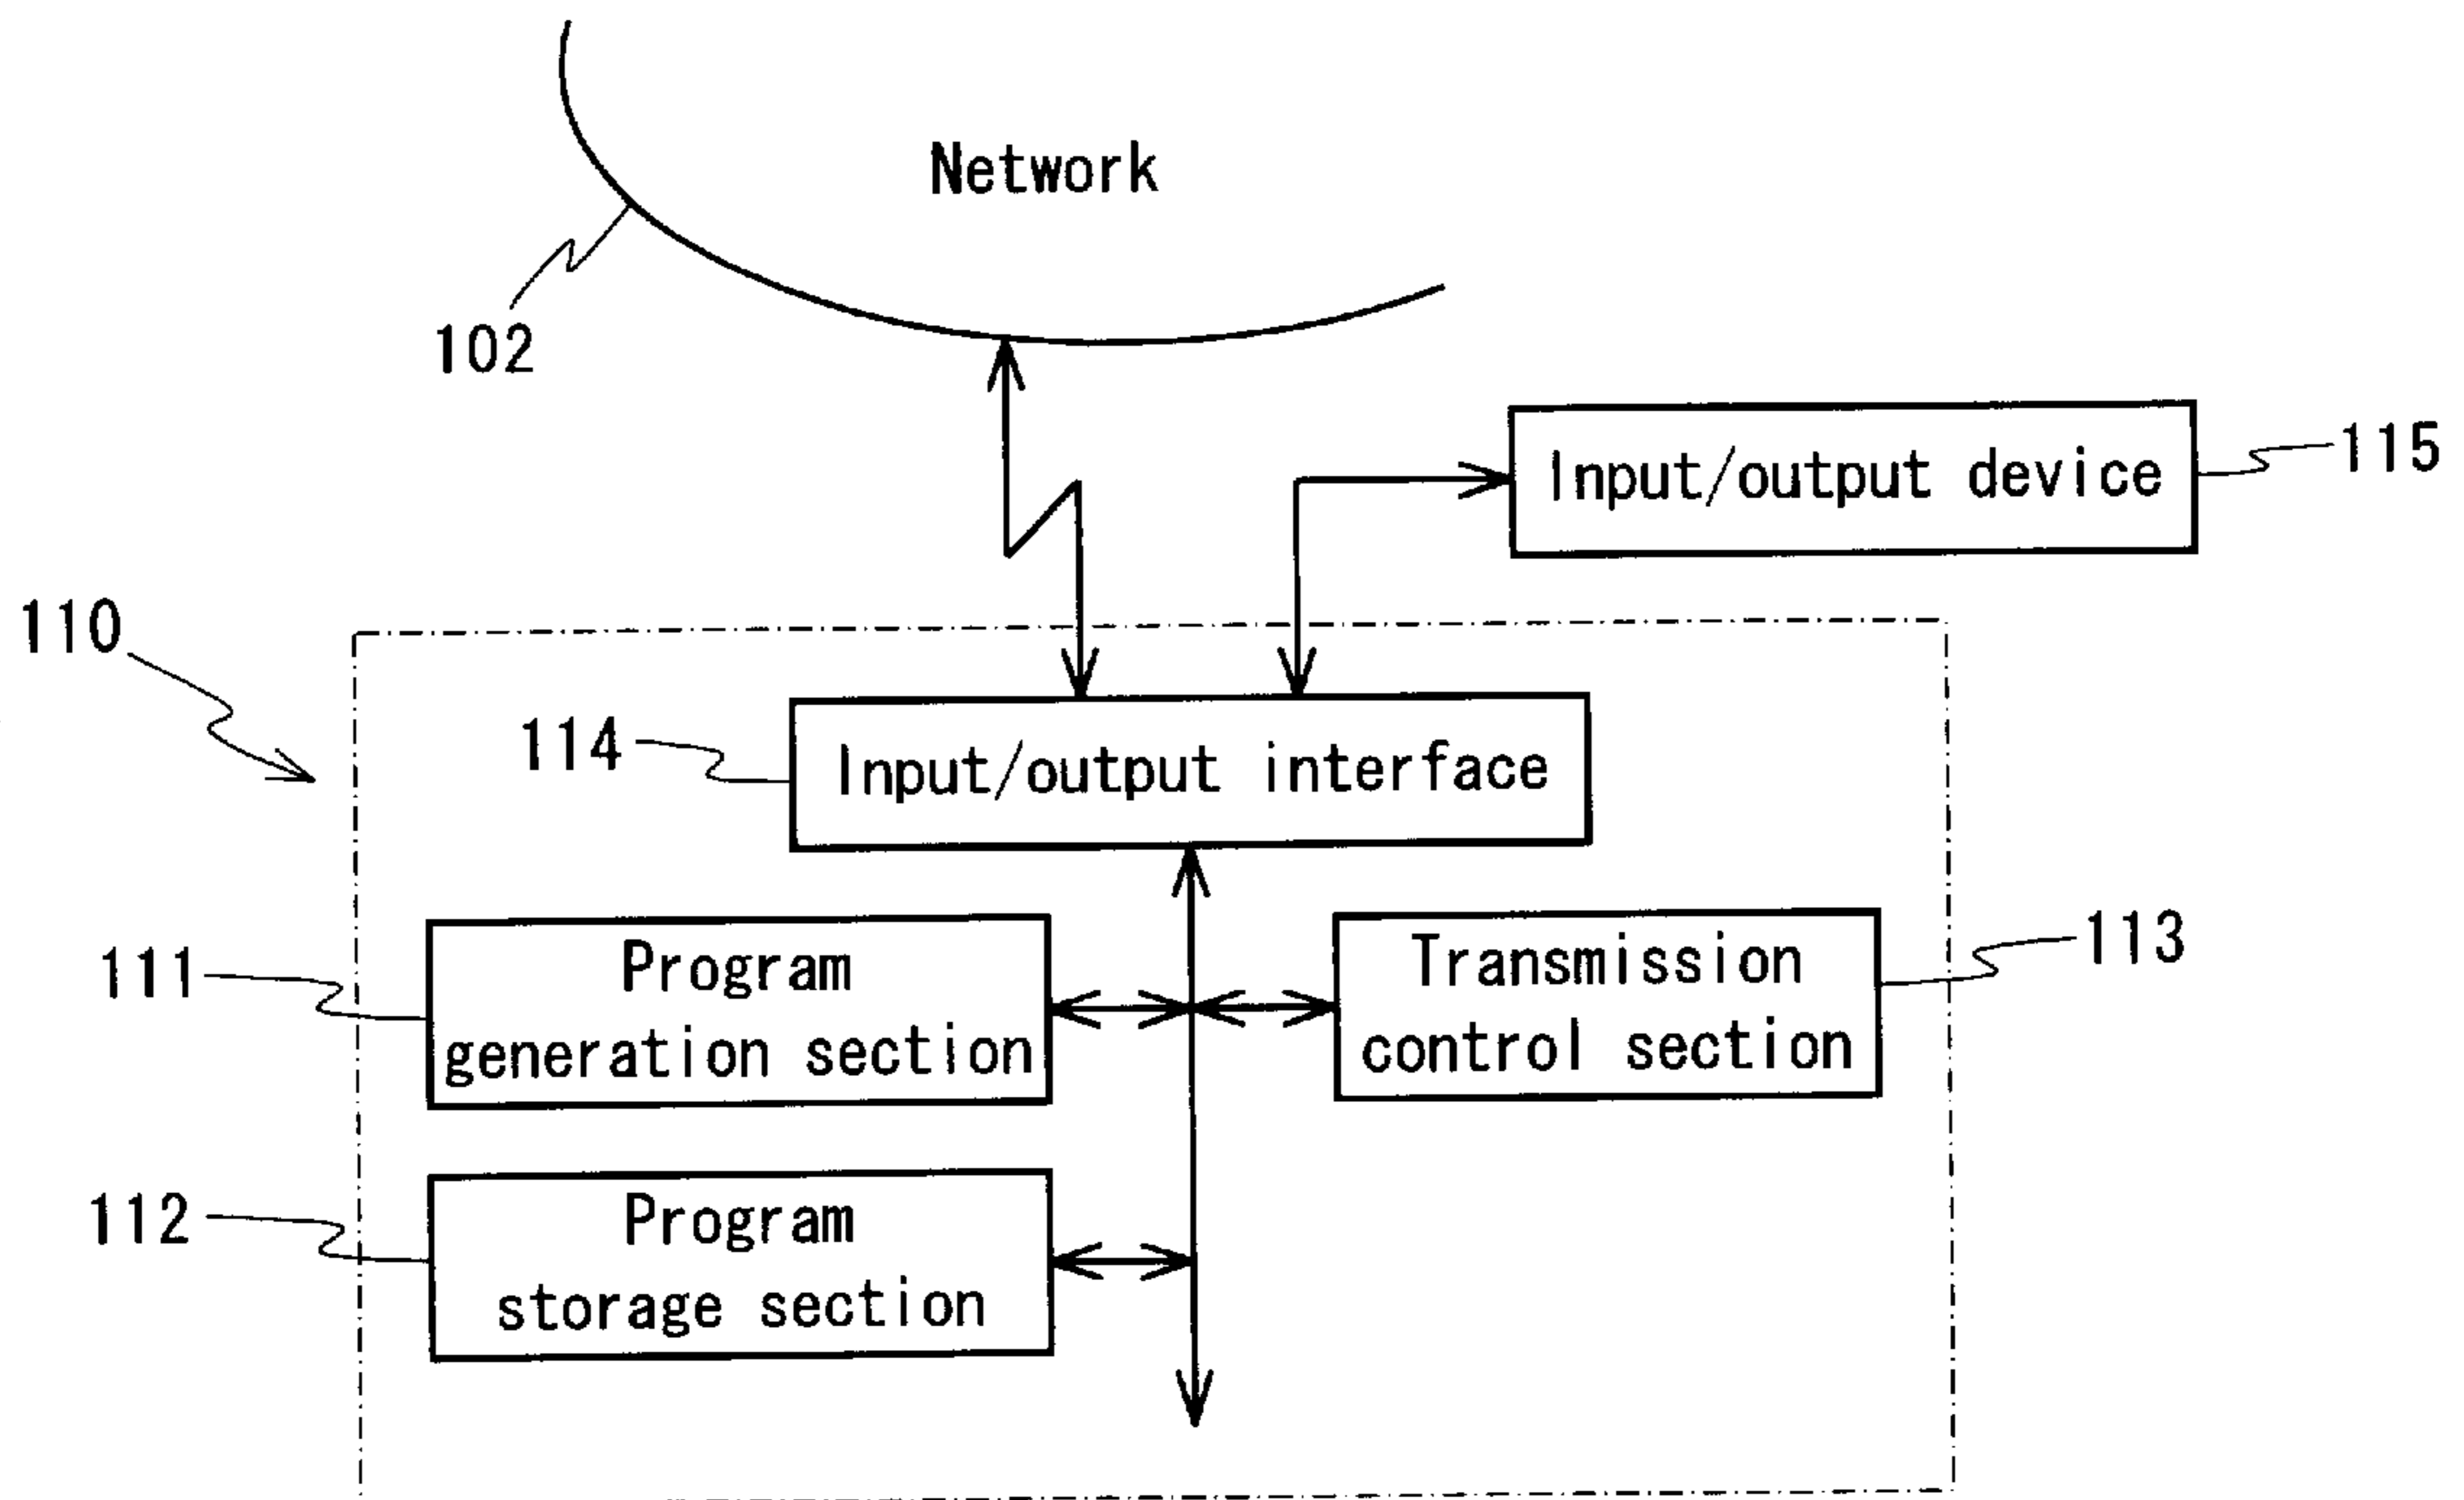 Network
102
Input/output device
115
110
114
Input/output interface
111
Program
generation section
Transmission
control section
113
112
Program
storage section